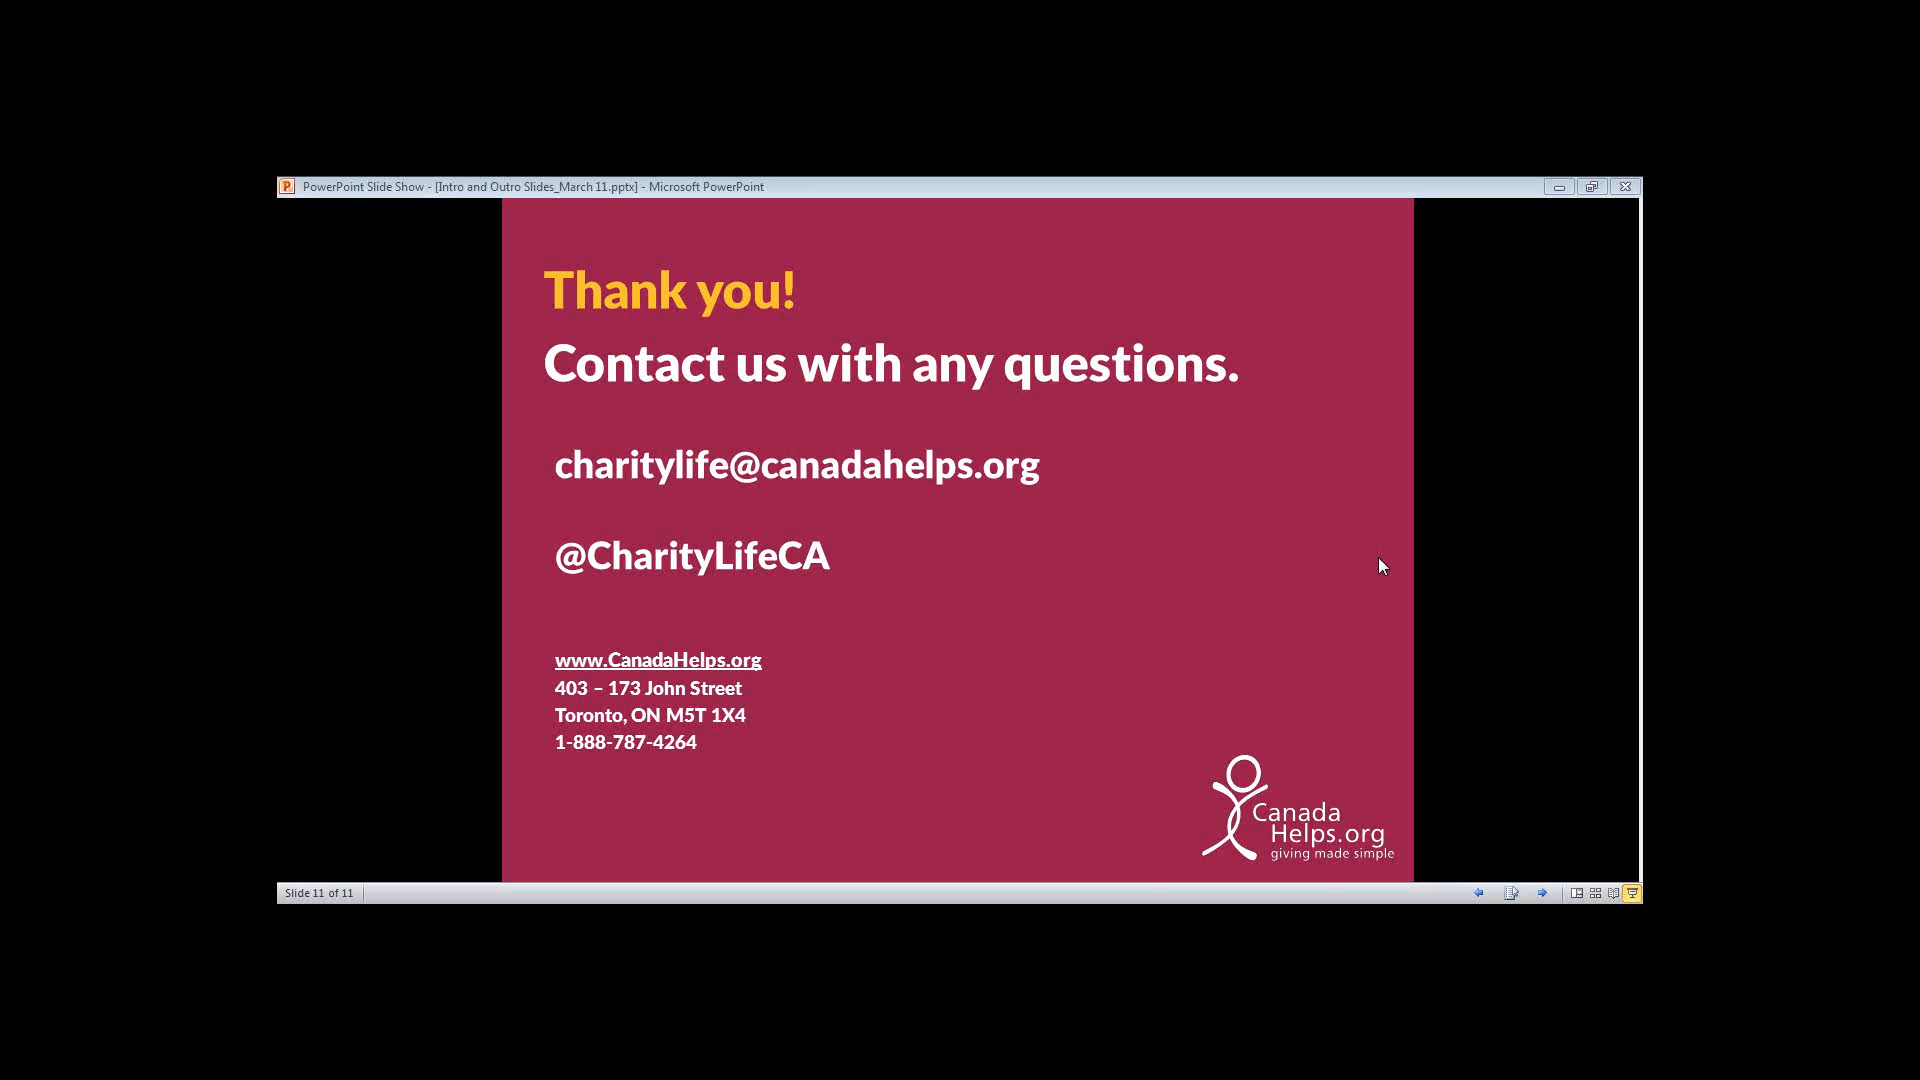 PowerPoint Slide Show - [Intro and Outro Slides_March 11.pptx] - Microsoft PowerPoint
Thank you!
Contact us with any questions.
charitylife@canadahelps.org
@CharityLifeCA
www.CanadaHelps.org
403 – 173 John Street
Toronto, ON M5T 1X4
1-888-787-4264
Canada
Helps.org
giving made simple
Slide 11 of 11